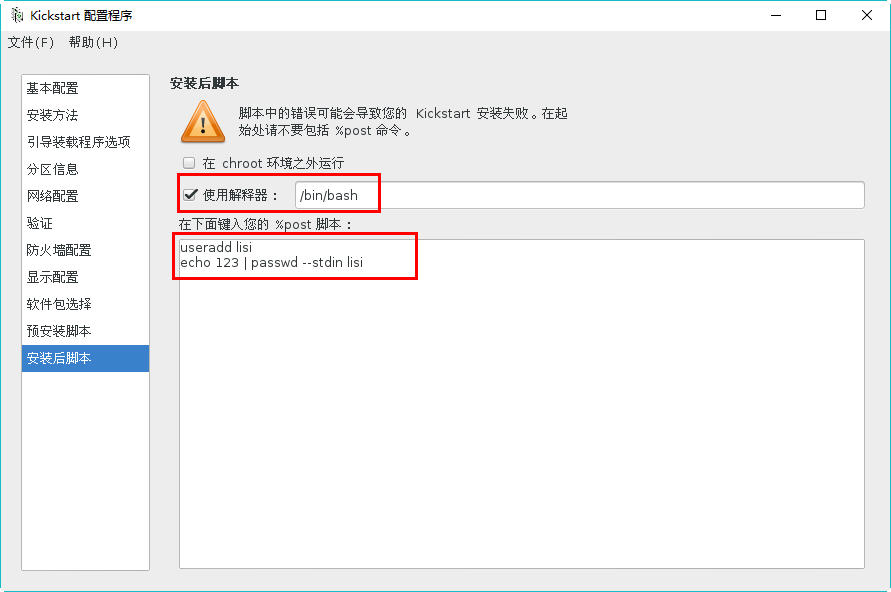 Kickstart 配置程序
文件(F) 帮助(H)
基本配置
安装方法
引导装载程序选项
分区信息
网络配置
验证
防火墙配置
显示配置
软件包选择
预安装脚本
安装后脚本
安装后脚本
脚本中的错误可能会导致您的 Kickstart 安装失败。在起
始处请不要包括 %post 命令。
在 chroot 环境之外运行
使用解释器： /bin/bash
在下面键入您的 %post 脚本：
useradd lisi
echo 123 | passwd --stdin lisi